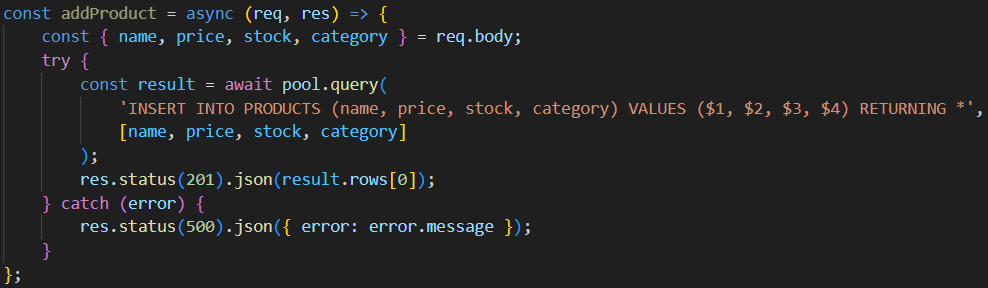 const addProduct = async (req, res) => {
    const { name, price, stock, category } = req.body;
    try {
        const result = await pool.query(
            'INSERT INTO PRODUCTS (name, price, stock, category) VALUES ($1, $2, $3, $4) RETURNING *',
            [name, price, stock, category]
        );
        res.status(201).json(result.rows[0]);
    } catch (error) {
        res.status(500).json({ error: error.message });
    }
};